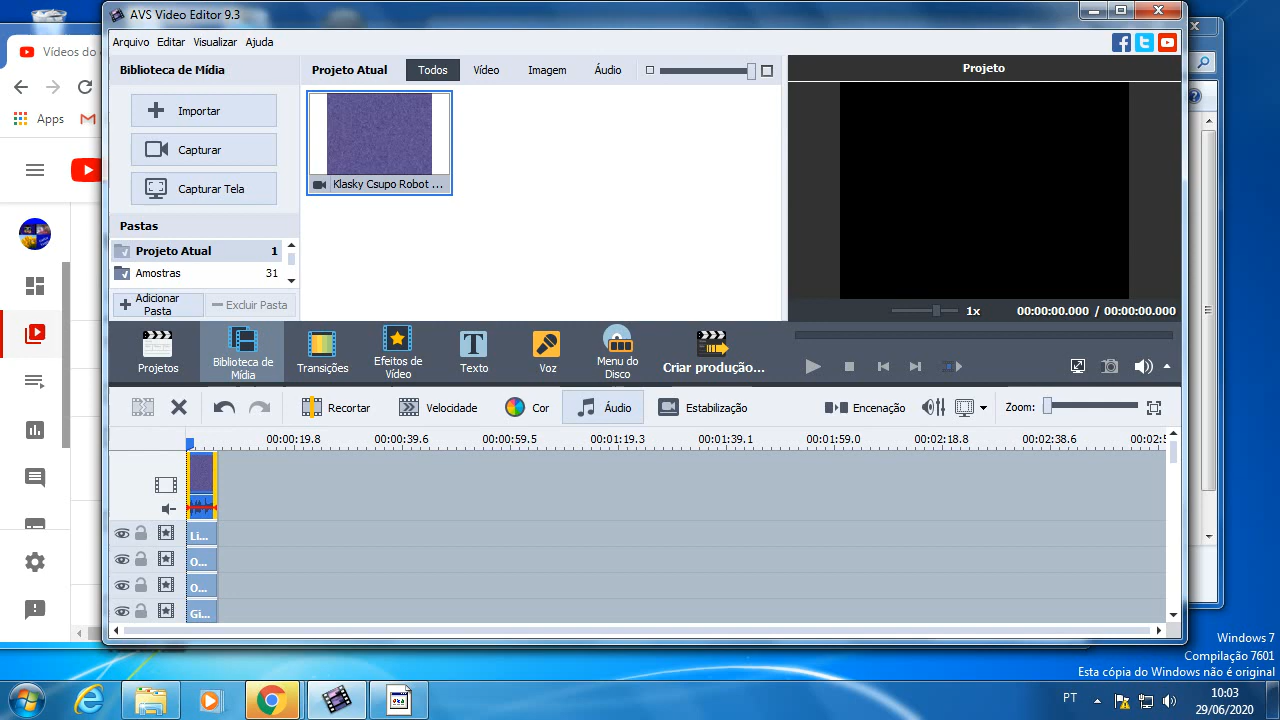 AVS Video Editor 9.3
Vídeos do
Arquivo Editar Visualizar Ajuda
Biblioteca de Mídia
Projeto Atual Todos Vídeo Imagem Áudio
Projeto
Apps
Importar
Capturar
Capturar Tela
Klasky Csupo Robot ...
Pastas
Projeto Atual 1
Amostras 31
Adicionar Pasta
Excluir Pasta
1x 00:00:00.000 / 00:00:00.000
Projetos
Biblioteca de Mídia
Transições
Efeitos de Vídeo
Texto
Voz
Menu do Disco
Criar produção...
Recortar Velocidade Cor Áudio Estabilização Encenação Zoom:
00:00:19.8 00:00:39.6 00:00:59.5 00:01:19.3 00:01:39.1 00:01:59.0 00:02:18.8 00:02:38.6 00:02:5
Li...
O...
O...
Gi...
Windows 7
Compilação 7601
Esta cópia do Windows não é original
PT
10:03
29/06/2020